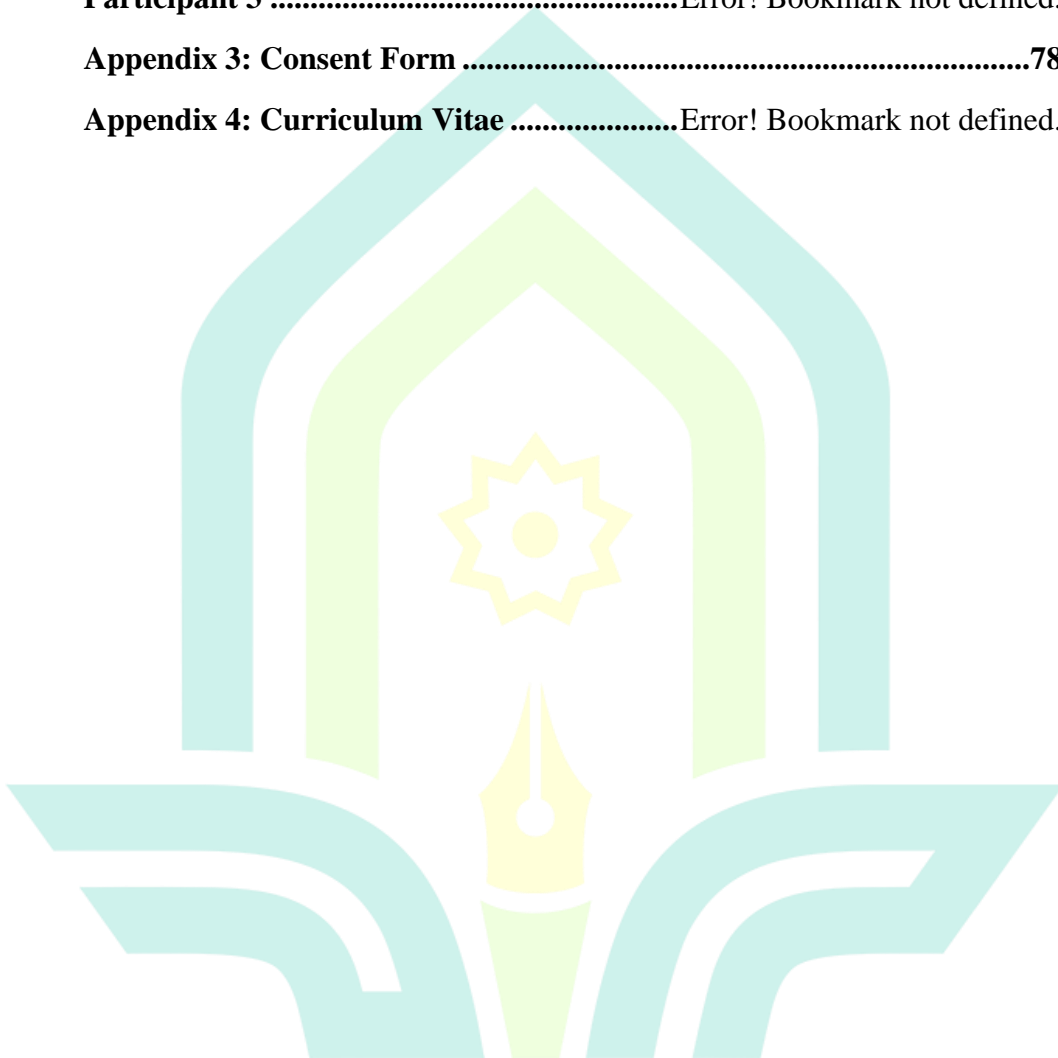 Participant 3 ....................................................Error! Bookmark not defined.
Appendix 3: Consent Form ........................................................................78
Appendix 4: Curriculum Vitae .....................Error! Bookmark not defined.